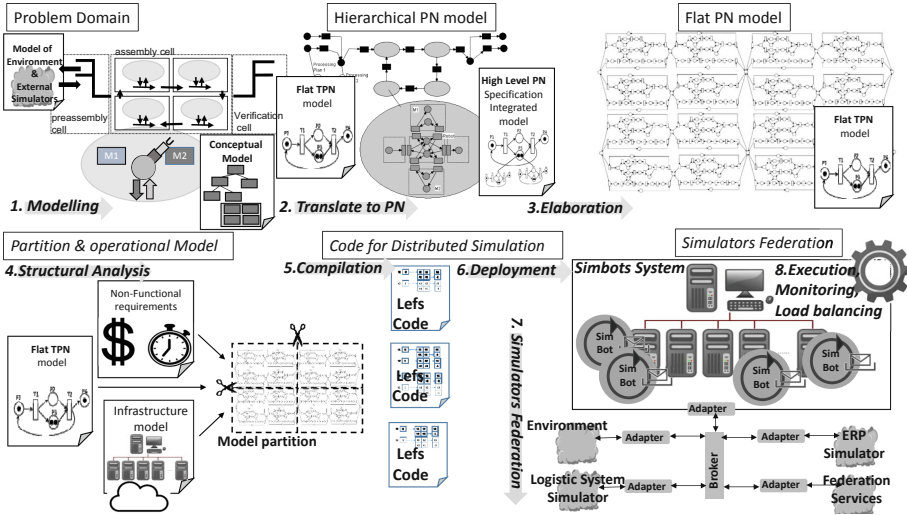 Problem Domain
Hierarchical PN model
Flat PN model
Model of
Environment
&
External
Simulators
assembly cell
preassembly
cell
Verification
cell
M1
M2
Conceptual
Model
Flat TPN
model
High Level PN
Specification
Integrated
model
Flat TPN
model
1. Modelling
2. Translate to PN
3.Elaboration
Partition & operational Model
Code for Distributed Simulation
Simulators Federation
4.Structural Analysis
5.Compilation
6.Deployment
Simbots System
8.Execution,
Monitoring,
Load balancing
Non-Functional
requirements
Flat TPN
model
Infrastructure
model
Model partition
Lefs
Code
Lefs
Code
Lefs
Code
7. Simulators Federation
Sim
Bot
Sim
Bot
Sim
Bot
Sim
Bot
Adapter
Environment
Adapter
Adapter
ERP
Simulator
Broker
Logistic System
Simulator
Adapter
Adapter
Federation
Services